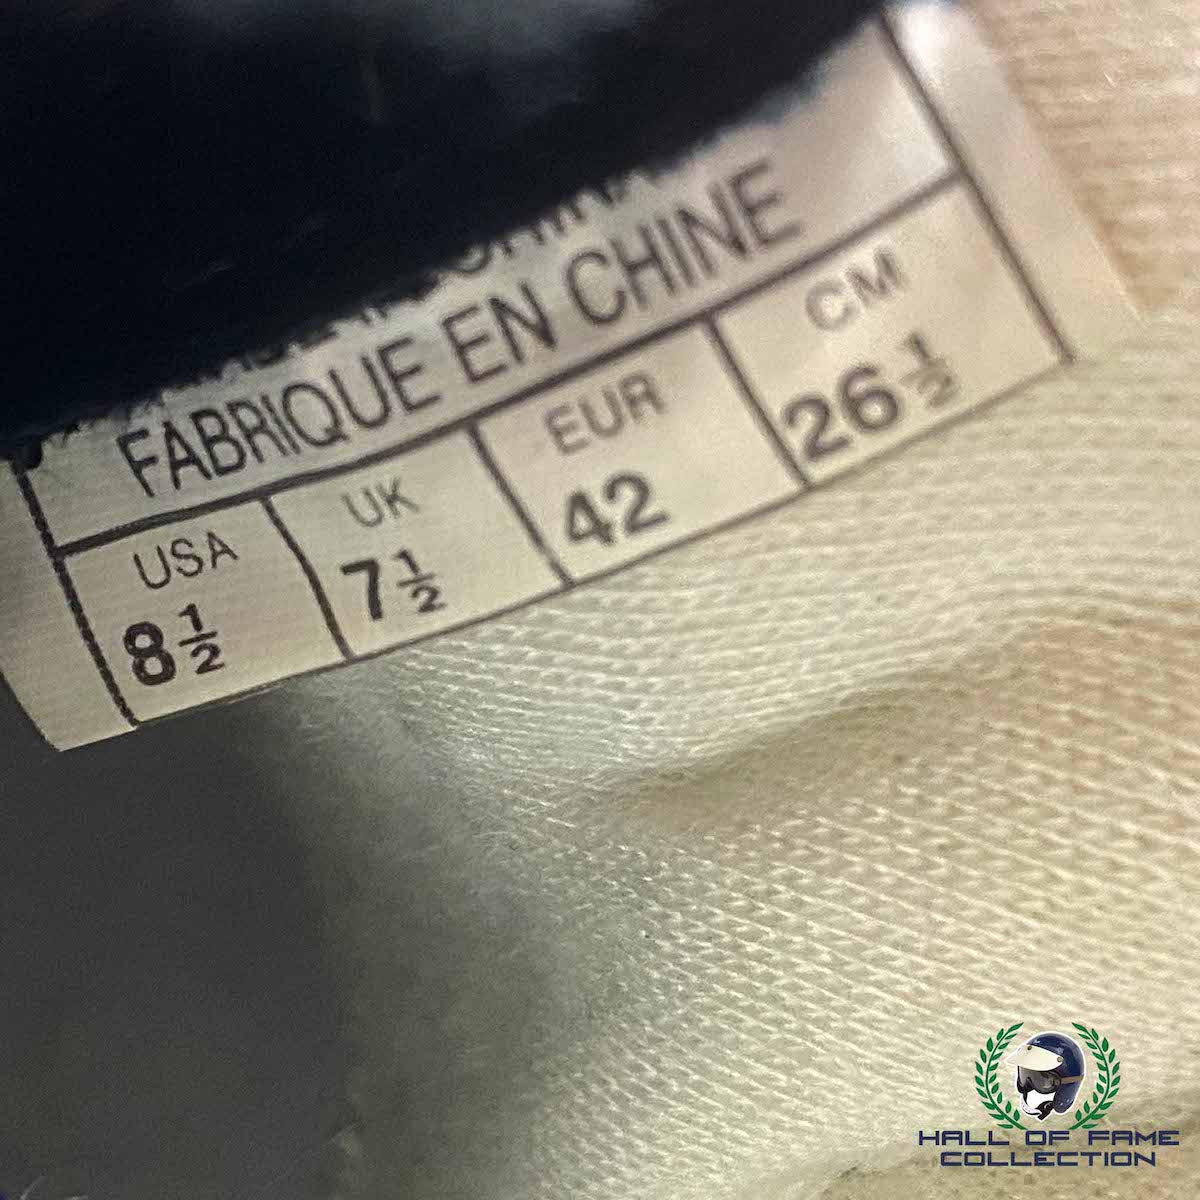 FABRIQUE EN CHINE
USA UK EUR CM
8 1/2 7 1/2 42 26 1/2
HALL OF FAME
COLLECTION